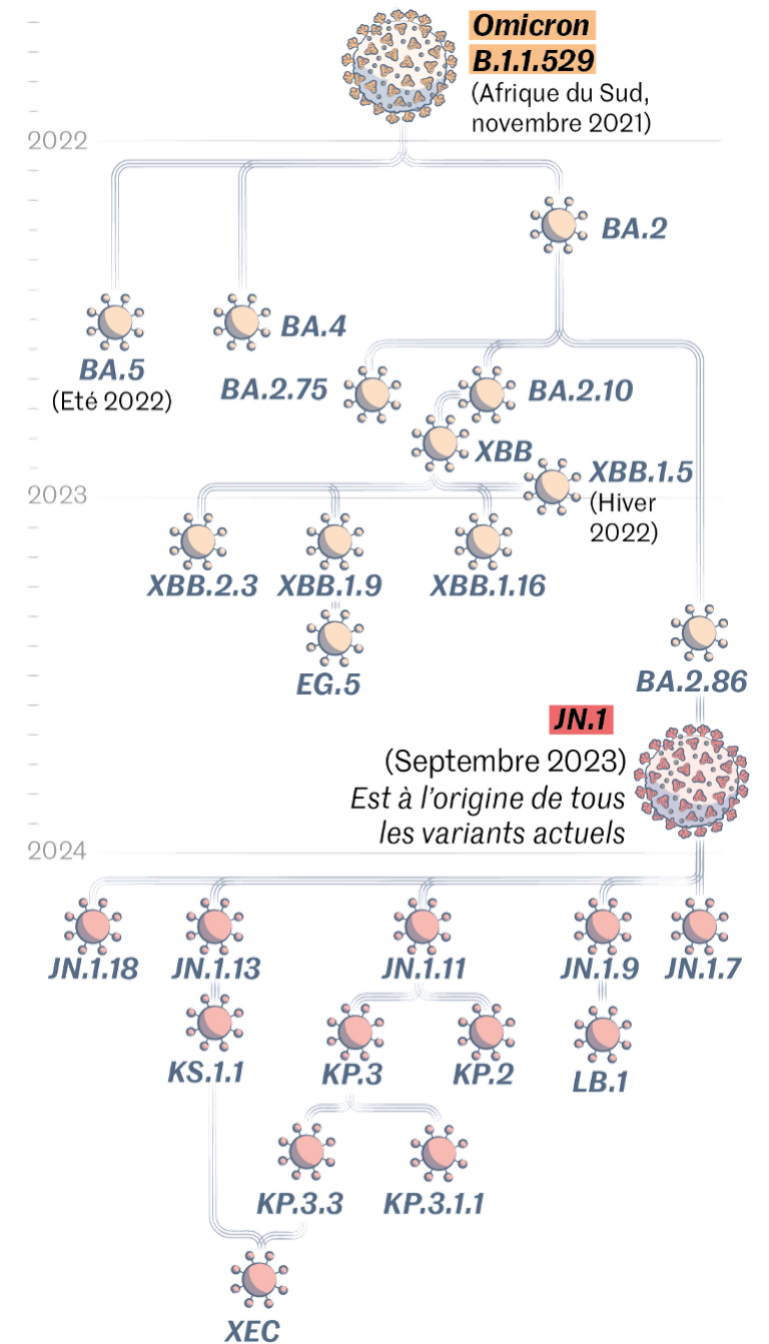 Omicron
B.1.1.529
(Afrique du Sud,
novembre 2021)
2022
BA.2
BA.4
BA.5
(Eté 2022)
BA.2.75
BA.2.10
XBB
XBB.1.5
(Hiver
2022)
2023
XBB.2.3
XBB.1.9
XBB.1.16
EG.5
BA.2.86
JN.1
(Septembre 2023)
Est à l’origine de tous
les variants actuels
2024
JN.1.18
JN.1.13
JN.1.11
JN.1.9
JN.1.7
KS.1.1
KP.3
KP.2
LB.1
KP.3.3
KP.3.1.1
XEC